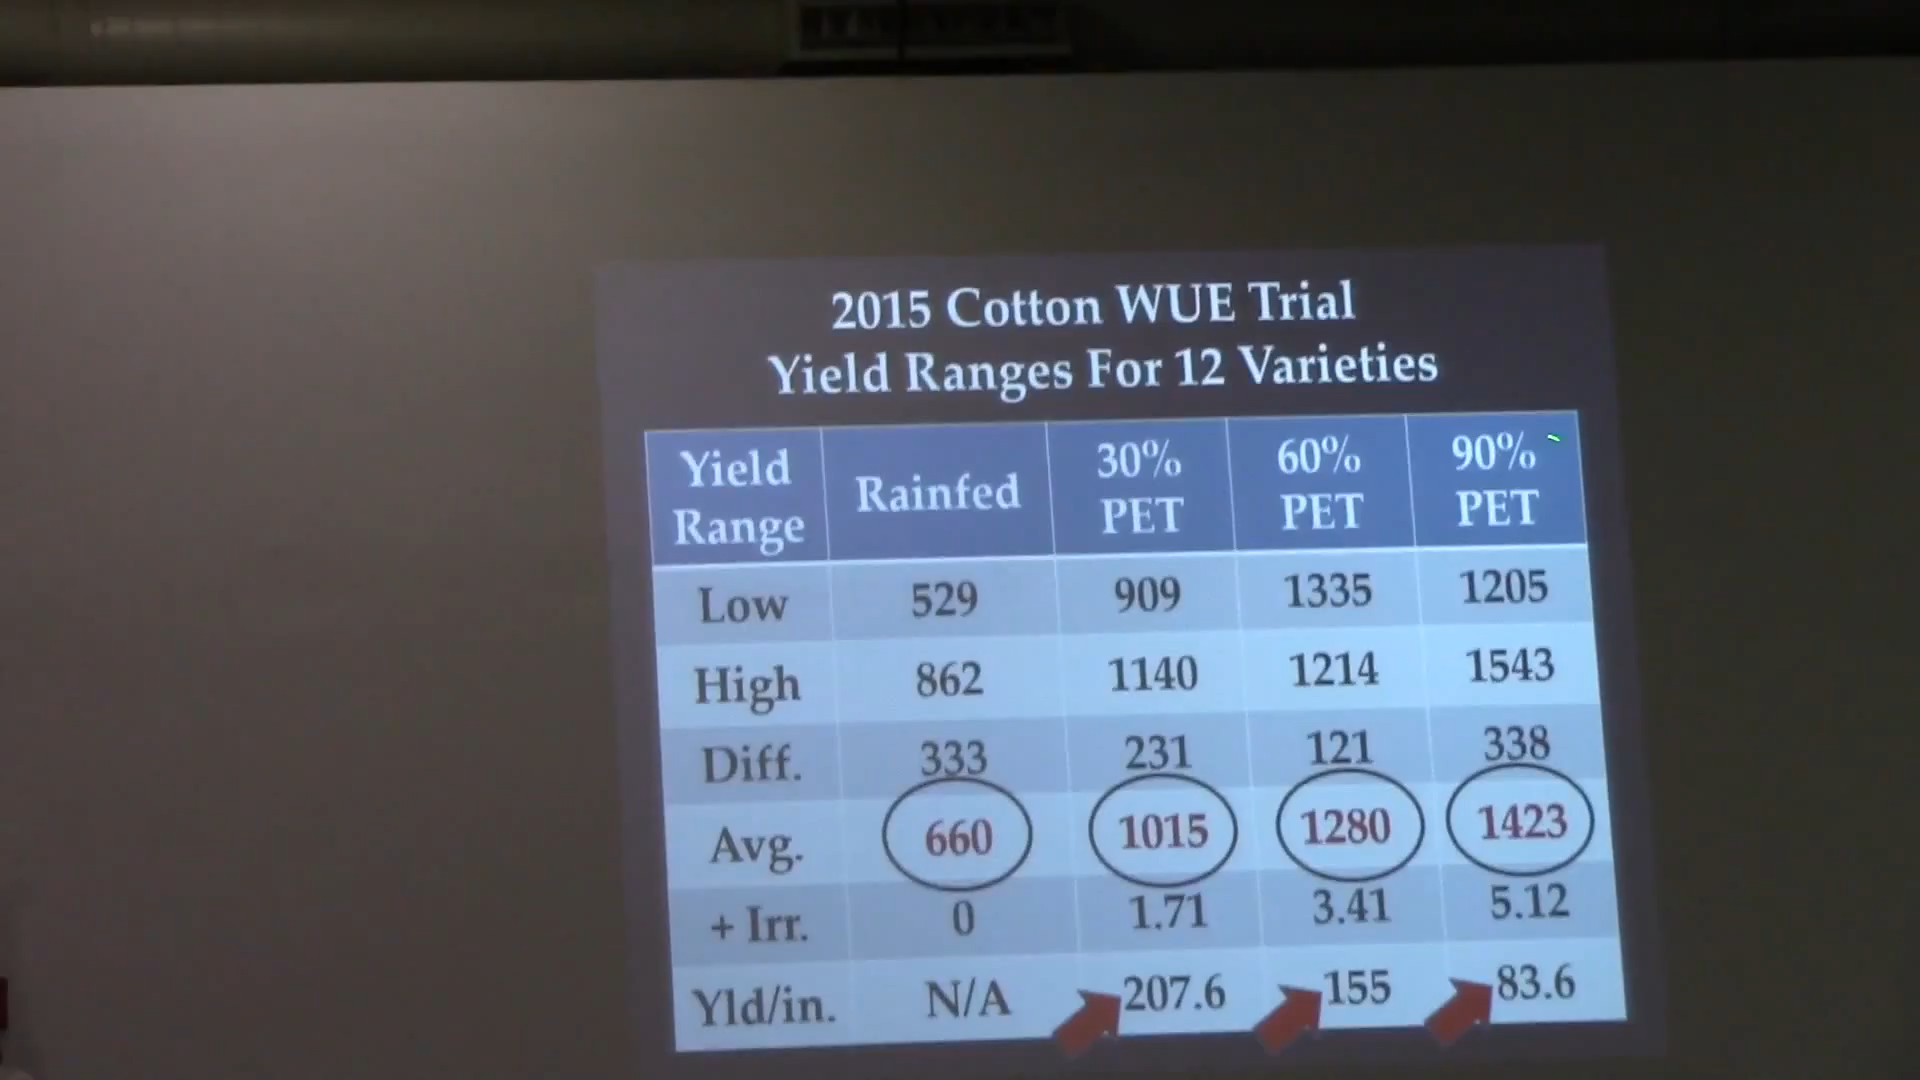 2015 Cotton WUE Trial
Yield Ranges For 12 Varieties
Yield Range Rainfed 30% PET 60% PET 90% PET
Low 529 909 1335 1205
High 862 1140 1214 1543
Diff. 333 231 121 338
Avg. 660 1015 1280 1423
+ Irr. 0 1.71 3.41 5.12
Yld/in. N/A 207.6 155 83.6